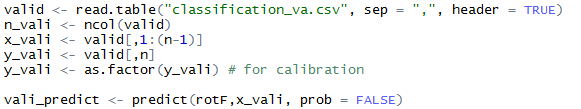 valid <- read.table("classification_va.csv", sep = ",", header = TRUE)
n_vali <- ncol(valid)
x_vali <- valid[,1:(n-1)]
y_vali <- valid[,n]
y_vali <- as.factor(y_vali) # for calibration
vali_predict <- predict(rotF,x_vali, prob = FALSE)